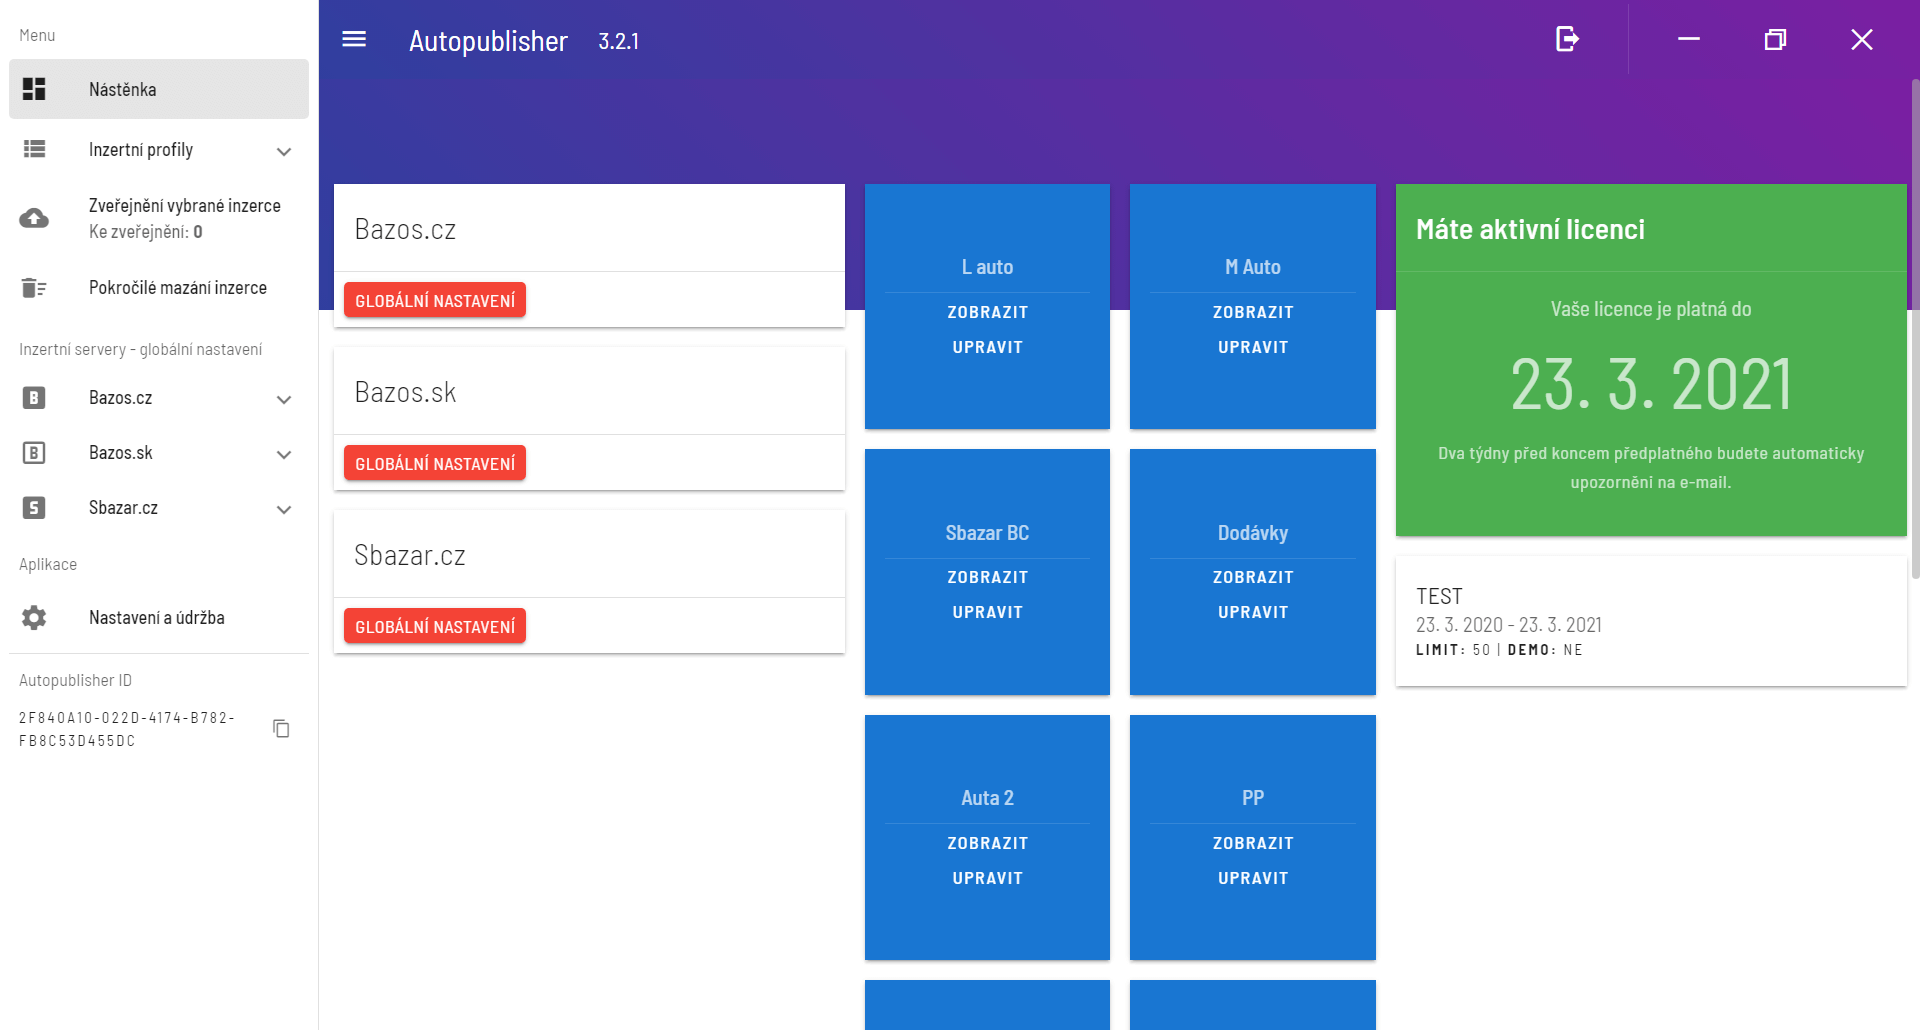 Menu
Nástěnka
Inzertní profily
Zveřejnění vybrané inzerce
Ke zveřejnění: 0
Pokročilé mazání inzerce
Inzertní servery - globální nastavení
Bazos.cz
Bazos.sk
Sbazar.cz
Aplikace
Nastavení a údržba
Autopublisher ID
2F840A10-022D-4174-B782-
FB8C53D455DC
Autopublisher 3.2.1
Bazos.cz
GLOBÁLNÍ NASTAVENÍ
Bazos.sk
GLOBÁLNÍ NASTAVENÍ
Sbazar.cz
GLOBÁLNÍ NASTAVENÍ
L auto
ZOBRAZIT
UPRAVIT
M Auto
ZOBRAZIT
UPRAVIT
Sbazar BC
ZOBRAZIT
UPRAVIT
Dodávky
ZOBRAZIT
UPRAVIT
Auta 2
ZOBRAZIT
UPRAVIT
PP
ZOBRAZIT
UPRAVIT
Máte aktivní licenci
Vaše licence je platná do
23. 3. 2021
Dva týdny před koncem předplatného budete automaticky
upozorněni na e-mail.
TEST
23. 3. 2020 - 23. 3. 2021
LIMIT: 50 | DEMO: NE